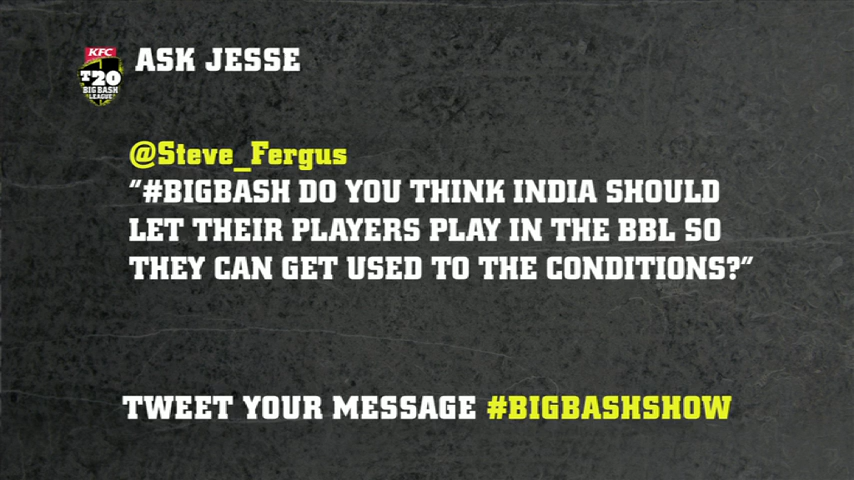 KFC
T20
BIG BASH
LEAGUE
ASK JESSE
@Steve_Fergus
"#BIGBASH DO YOU THINK INDIA SHOULD
LET THEIR PLAYERS PLAY IN THE BBL SO
THEY CAN GET USED TO THE CONDITIONS?"
TWEET YOUR MESSAGE #BIGBASHSHOW